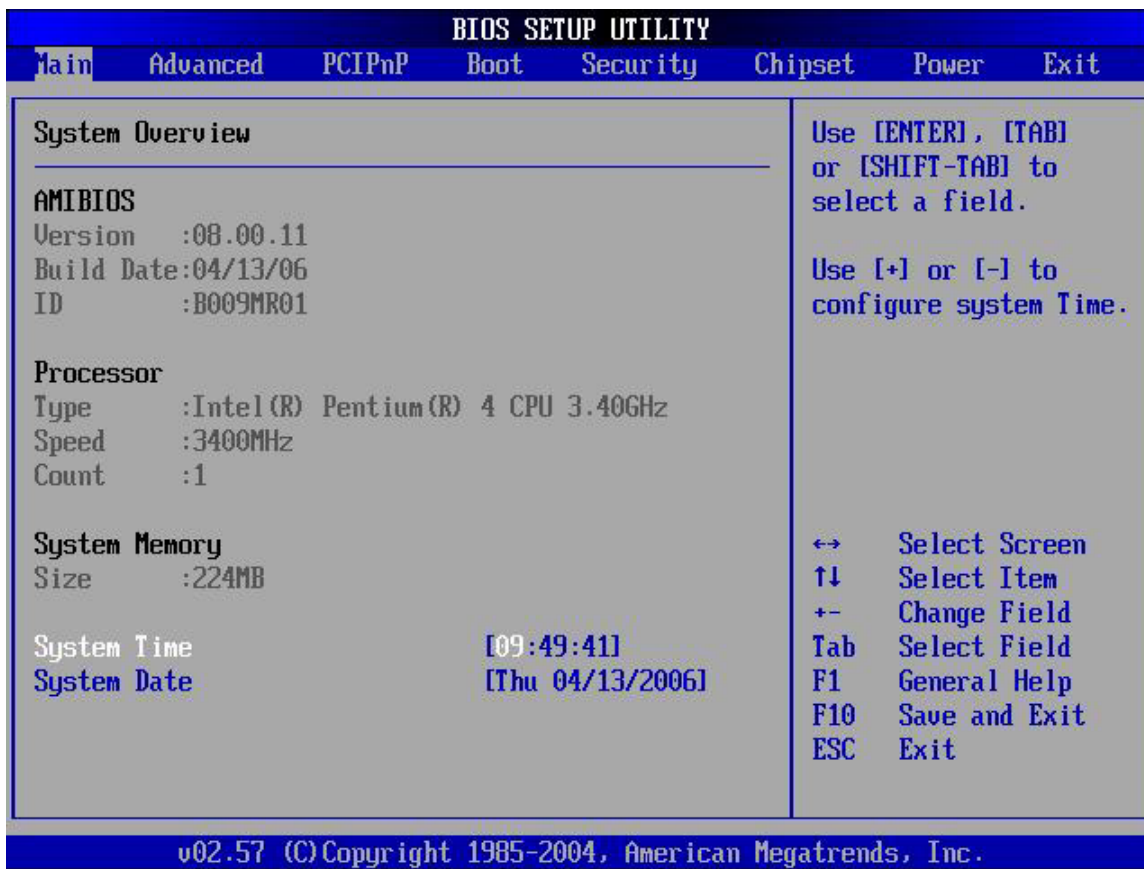 BIOS SETUP UTILITY
Main Advanced PCIPnP Boot Security Chipset Power Exit
System Overview
AMIBIOS
Version :08.00.11
Build Date:04/13/06
ID :B009MR01
Processor
Type :Intel(R) Pentium(R) 4 CPU 3.40GHz
Speed :3400MHz
Count :1
System Memory
Size :224MB
System Time [09:49:41]
System Date [Thu 04/13/2006]
Use [ENTER], [TAB]
or [SHIFT-TAB] to
select a field.
Use [+] or [-] to
configure system Time.
←→ Select Screen
↑↓ Select Item
+- Change Field
Tab Select Field
F1 General Help
F10 Save and Exit
ESC Exit
v02.57 (C)Copyright 1985-2004, American Megatrends, Inc.